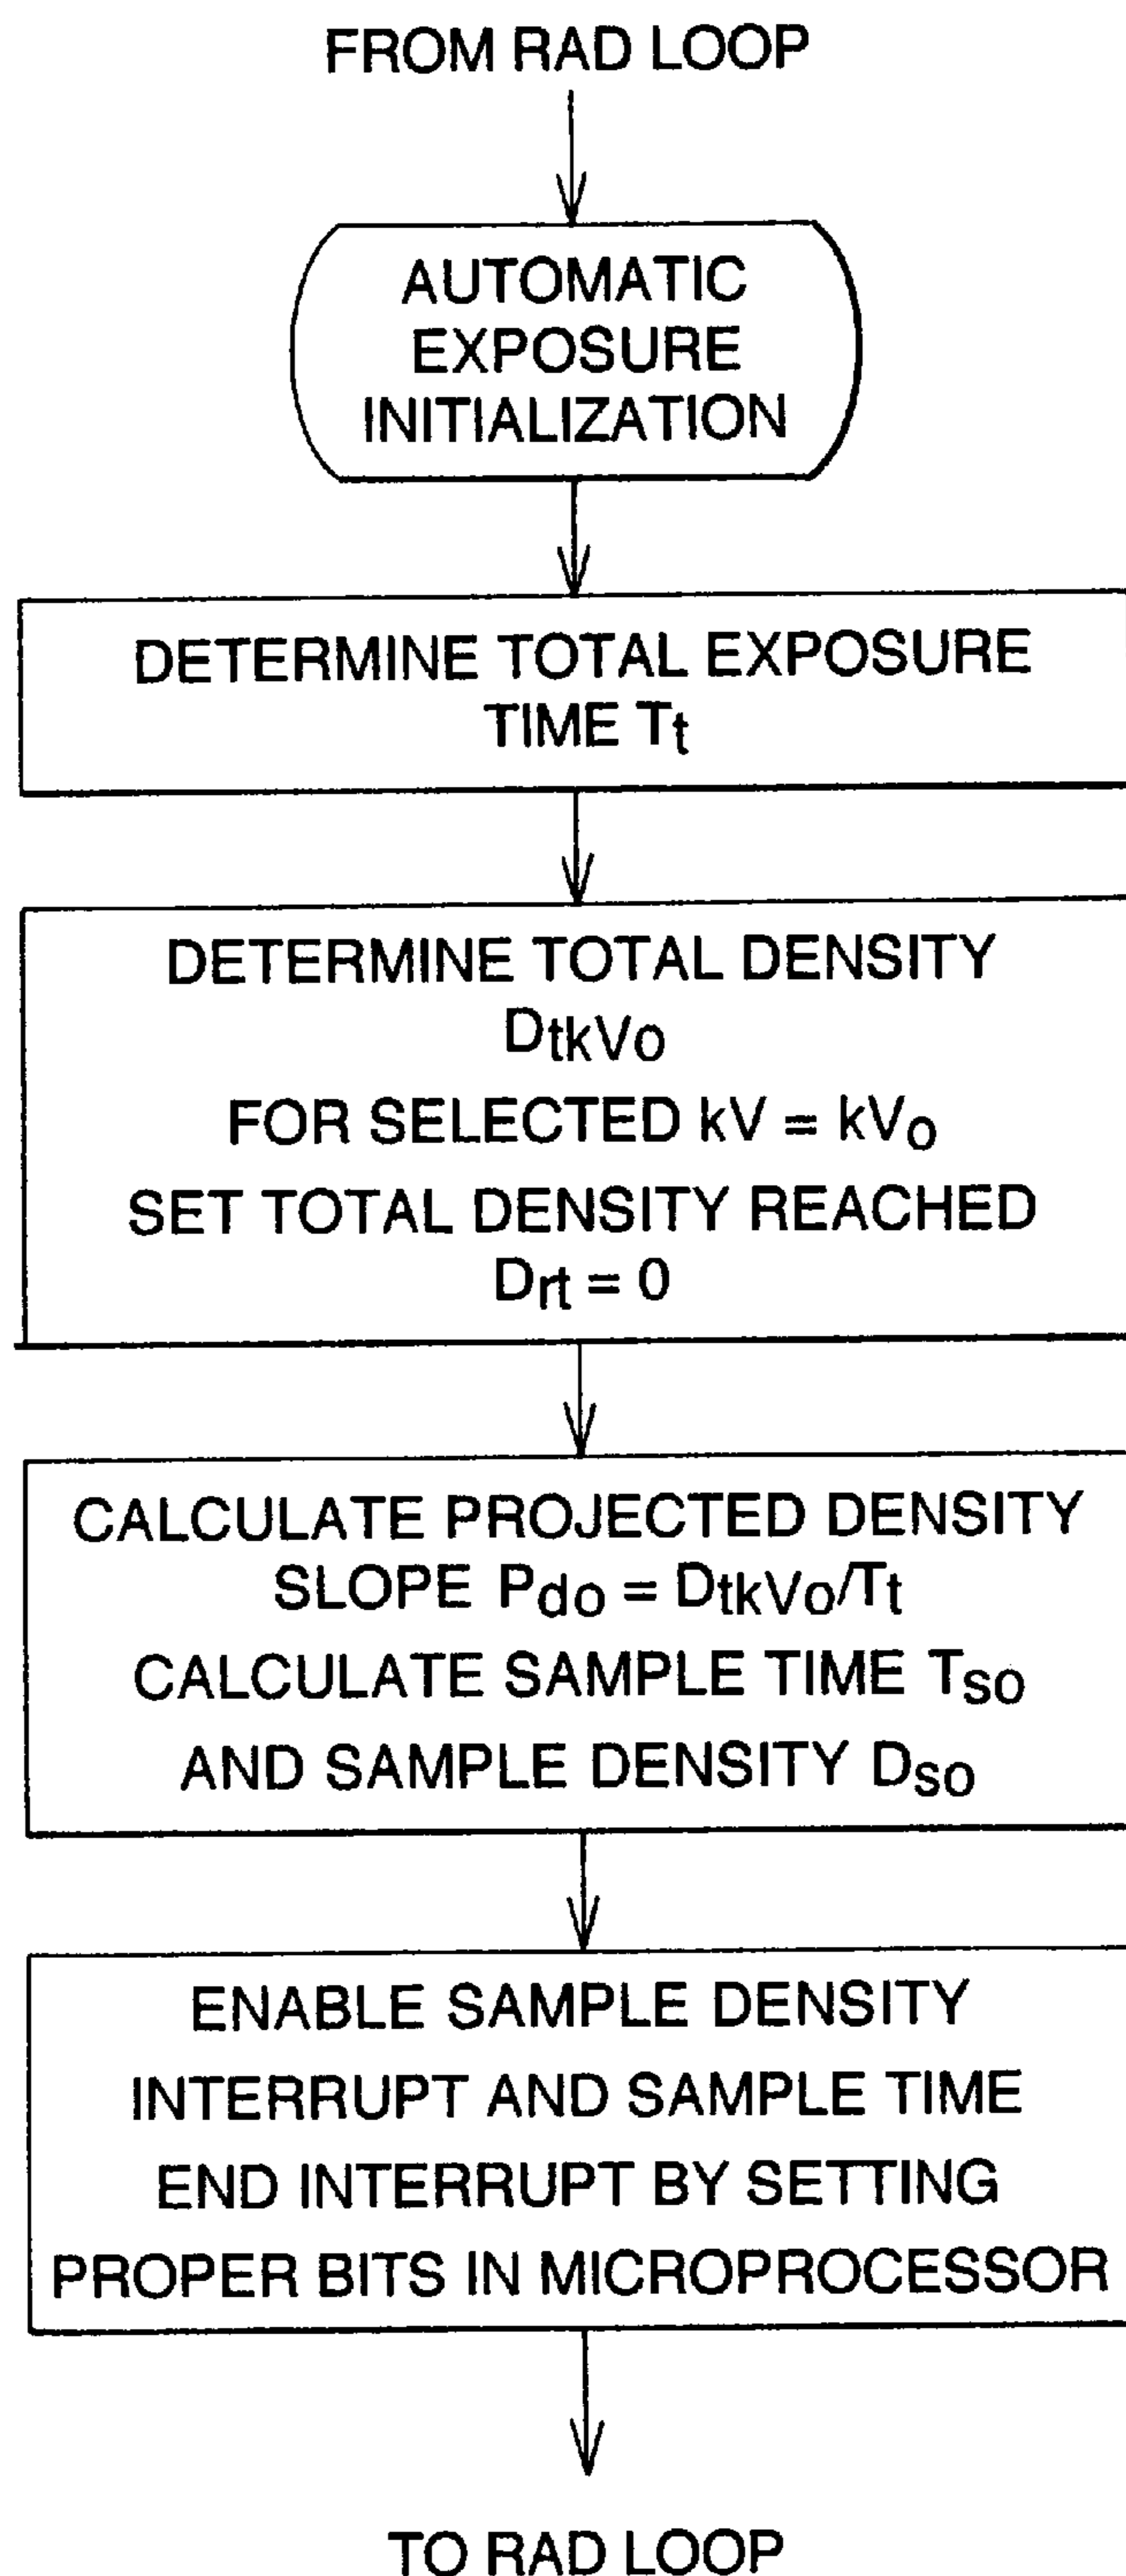 FROM RAD LOOP
AUTOMATIC
EXPOSURE
INITIALIZATION
DETERMINE TOTAL EXPOSURE
TIME Tt
DETERMINE TOTAL DENSITY
DtkVo
FOR SELECTED kV = kVo
SET TOTAL DENSITY REACHED
Drt = 0
CALCULATE PROJECTED DENSITY
SLOPE Pdo = DtkVo/Tt
CALCULATE SAMPLE TIME Tso
AND SAMPLE DENSITY Dso
ENABLE SAMPLE DENSITY
INTERRUPT AND SAMPLE TIME
END INTERRUPT BY SETTING
PROPER BITS IN MICROPROCESSOR
TO RAD LOOP